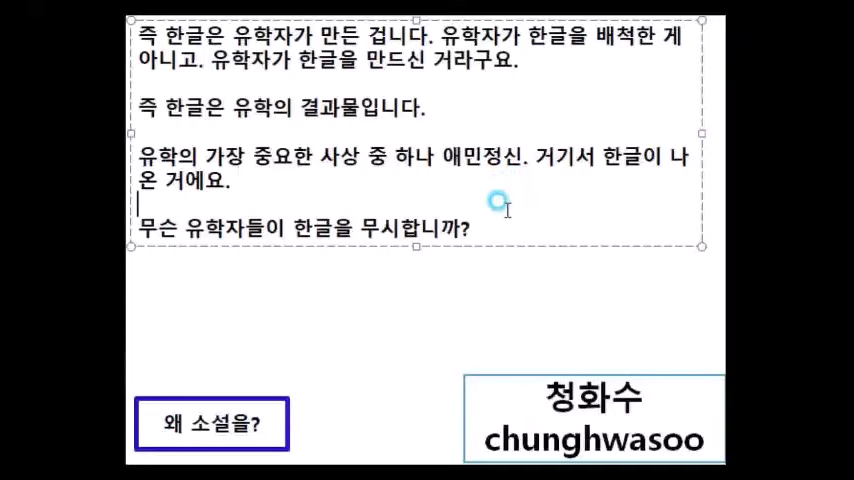 즉 한글은 유학자가 만든 겁니다. 유학자가 한글을 배척한 게
아니고. 유학자가 한글을 만드신 거라구요.
즉 한글은 유학의 결과물입니다.
유학의 가장 중요한 사상 중 하나 애민정신. 거기서 한글이 나
온 거에요.
무슨 유학자들이 한글을 무시합니까?
왜 소설을?
청화수
chunghwasoo